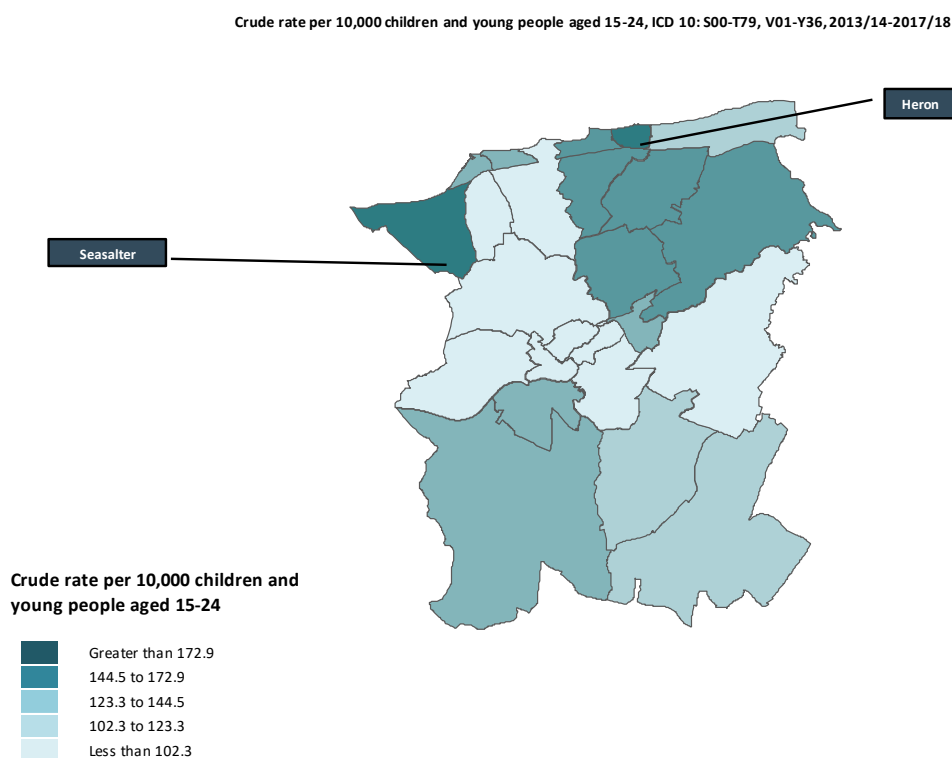 Crude rate per 10,000 children and young people aged 15-24, ICD 10: S00-T79, V01-Y36, 2013/14-2017/18
Heron
Seasalter
Crude rate per 10,000 children and
young people aged 15-24
Greater than 172.9
144.5 to 172.9
123.3 to 144.5
102.3 to 123.3
Less than 102.3